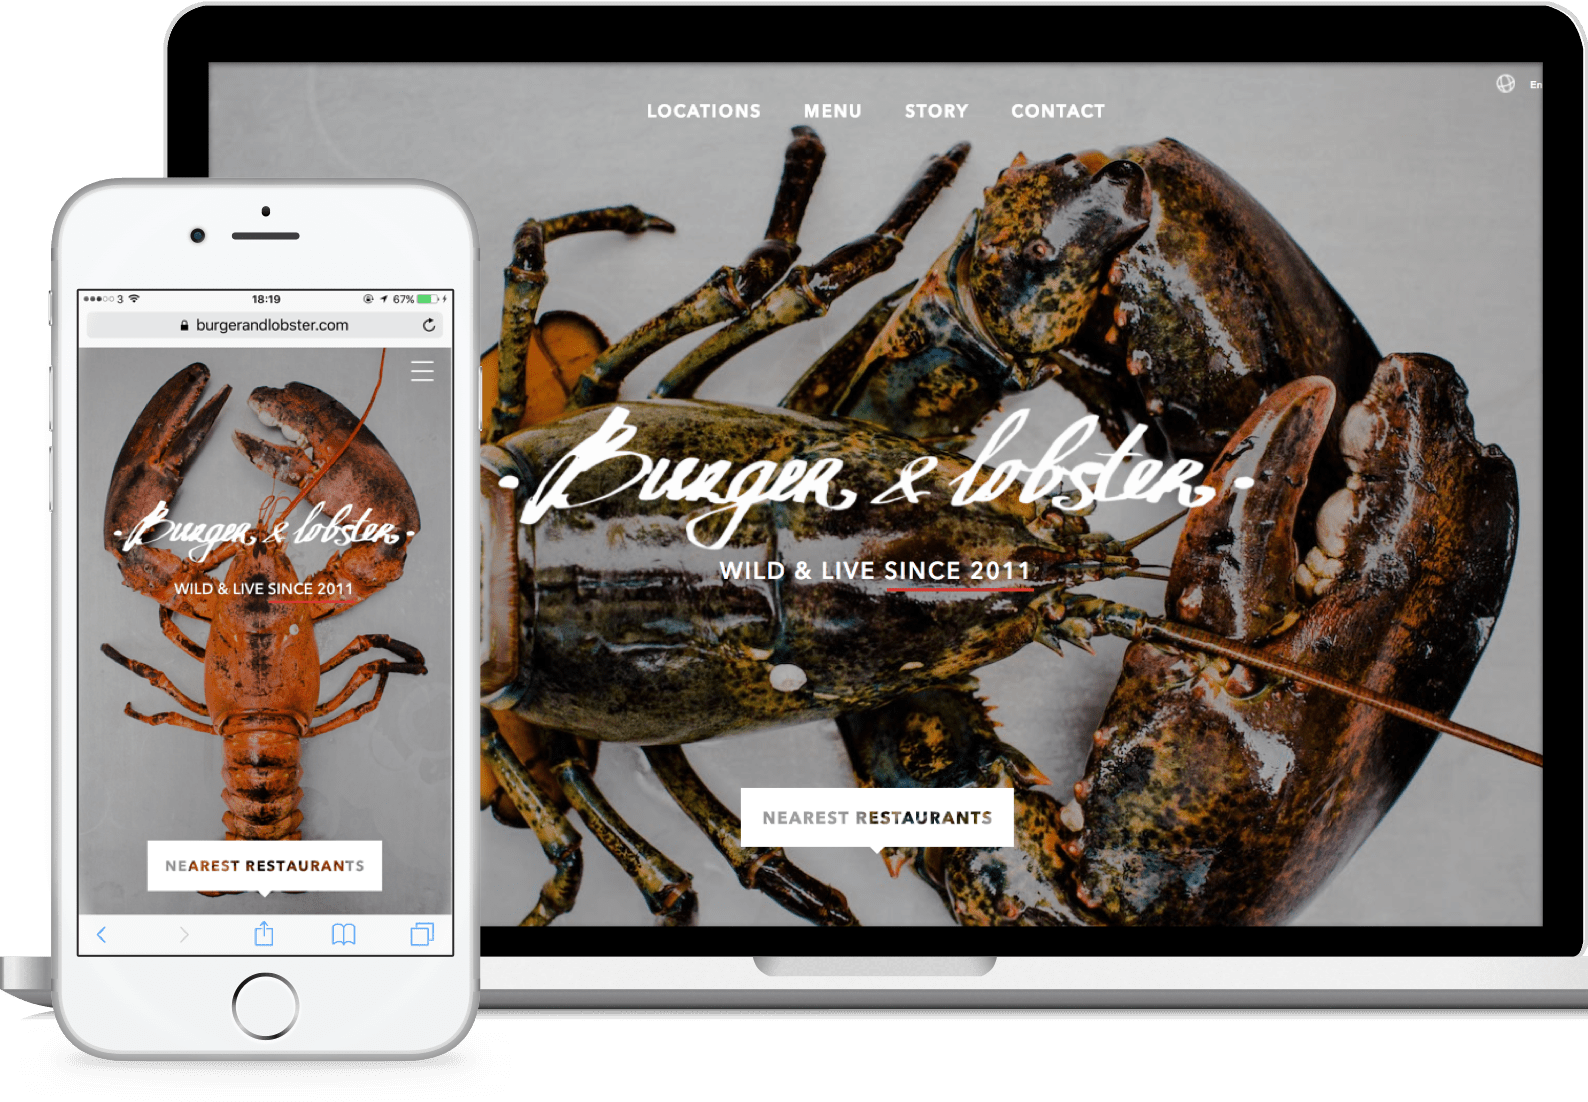 LOCATIONS MENU STORY CONTACT
En
Burger & lobster
WILD & LIVE SINCE 2011
NEAREST RESTAURANTS
3 18:19 67%
burgerandlobster.com
Burger & lobster
WILD & LIVE SINCE 2011
NEAREST RESTAURANTS